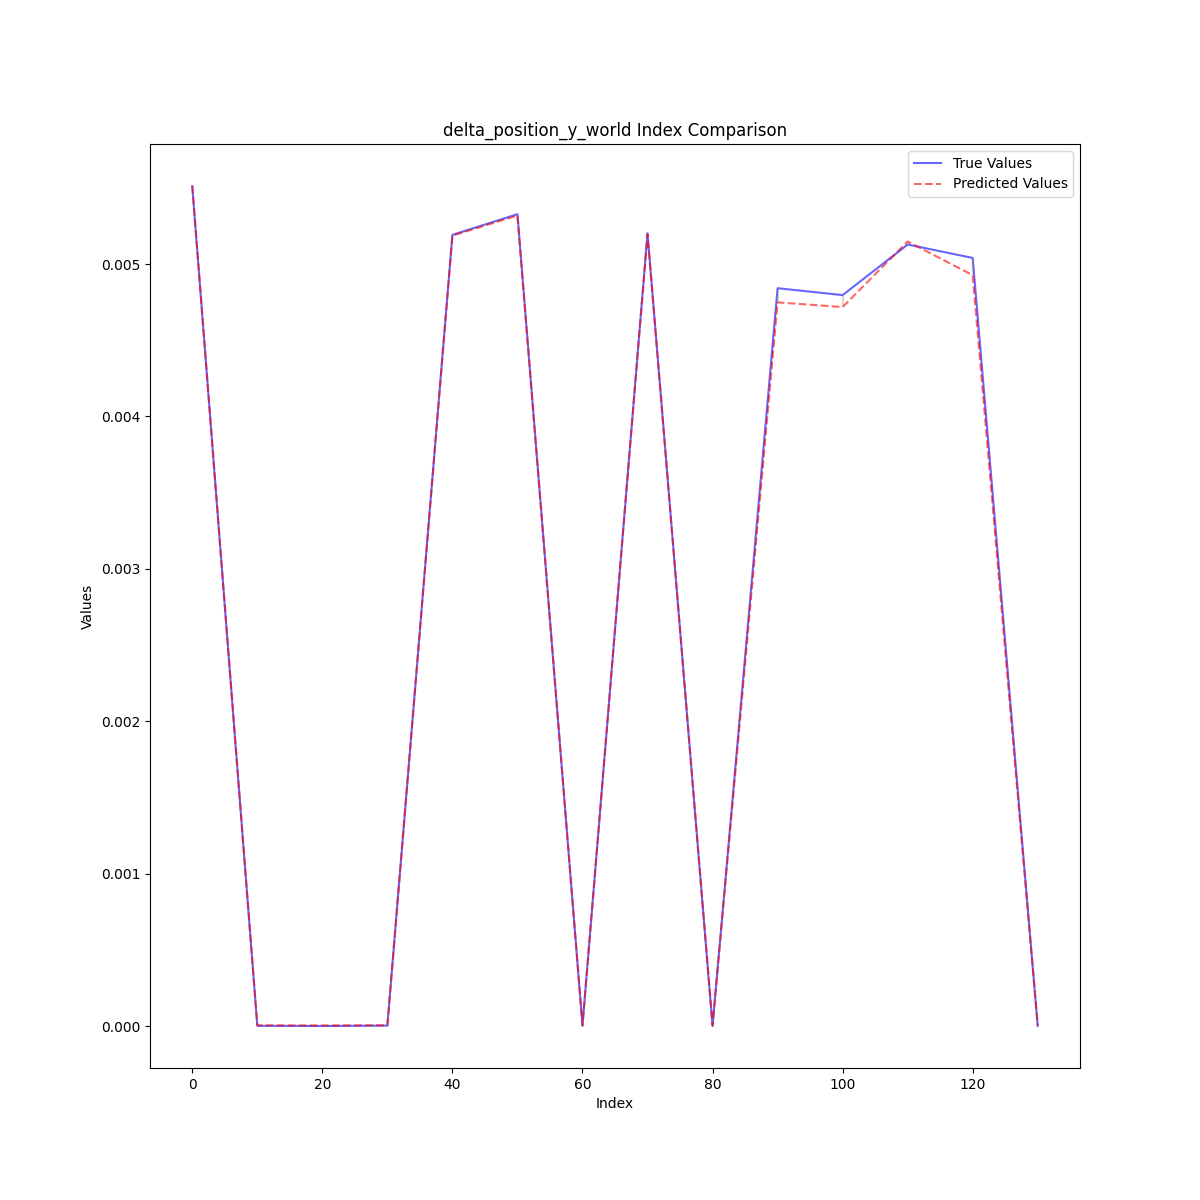 delta_position_y_world Index Comparison
True Values
Predicted Values
0.005
0.004
0.003
0.002
0.001
0.000
Values
0 20 40 60 80 100 120
Index